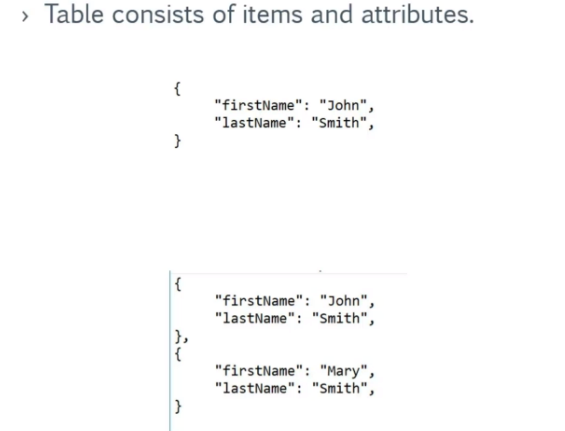 › Table consists of items and attributes.
{
"firstName": "John",
"lastName": "Smith",
}
{
"firstName": "John",
"lastName": "Smith",
},
{
"firstName": "Mary",
"lastName": "Smith",
}